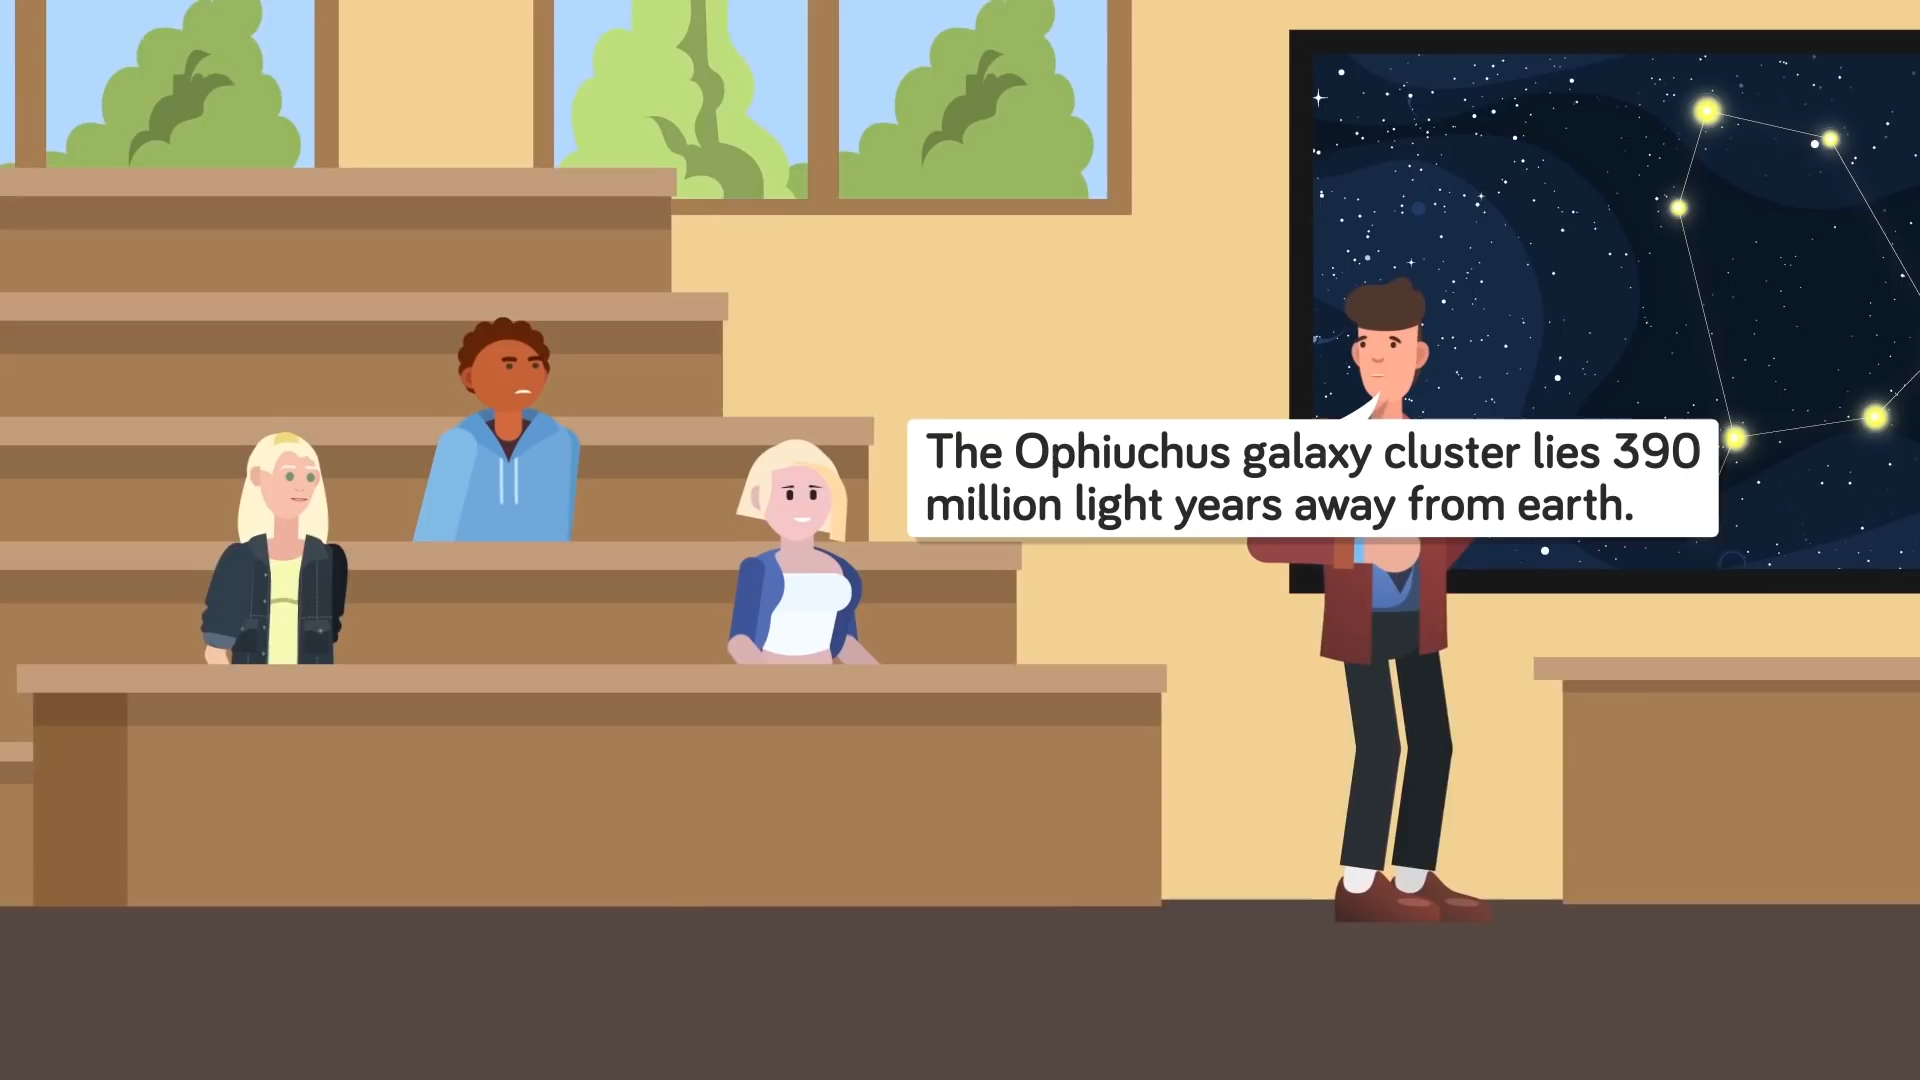 The Ophiuchus galaxy cluster lies 390
million light years away from earth.